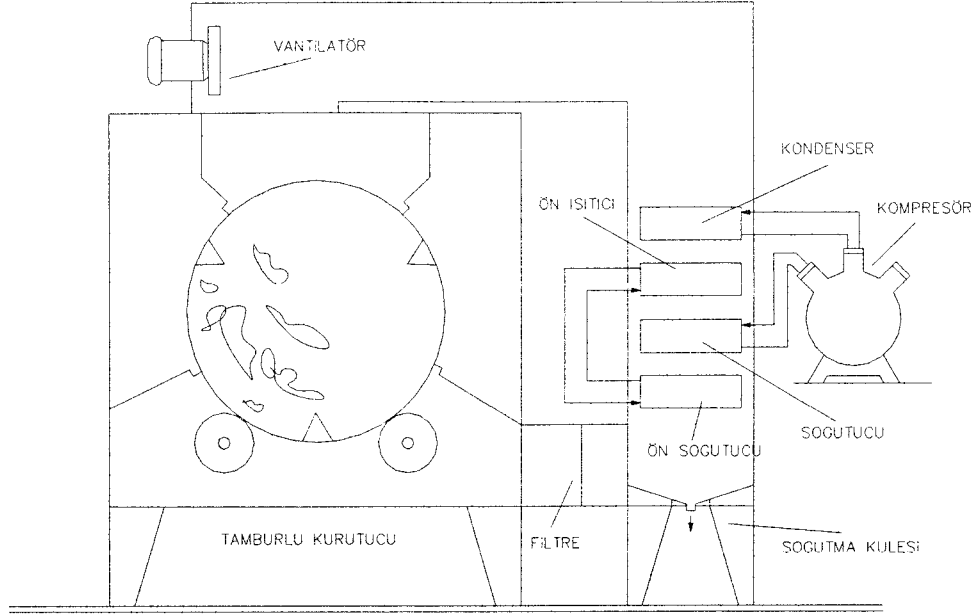 VANTILATÖR
KONDENSER
ÖN ISITICI
KOMPRESÖR
SOGUTUCU
ÖN SOGUTUCU
TAMBURLU KURUTUCU
FILTRE
SOGUTMA KULESI